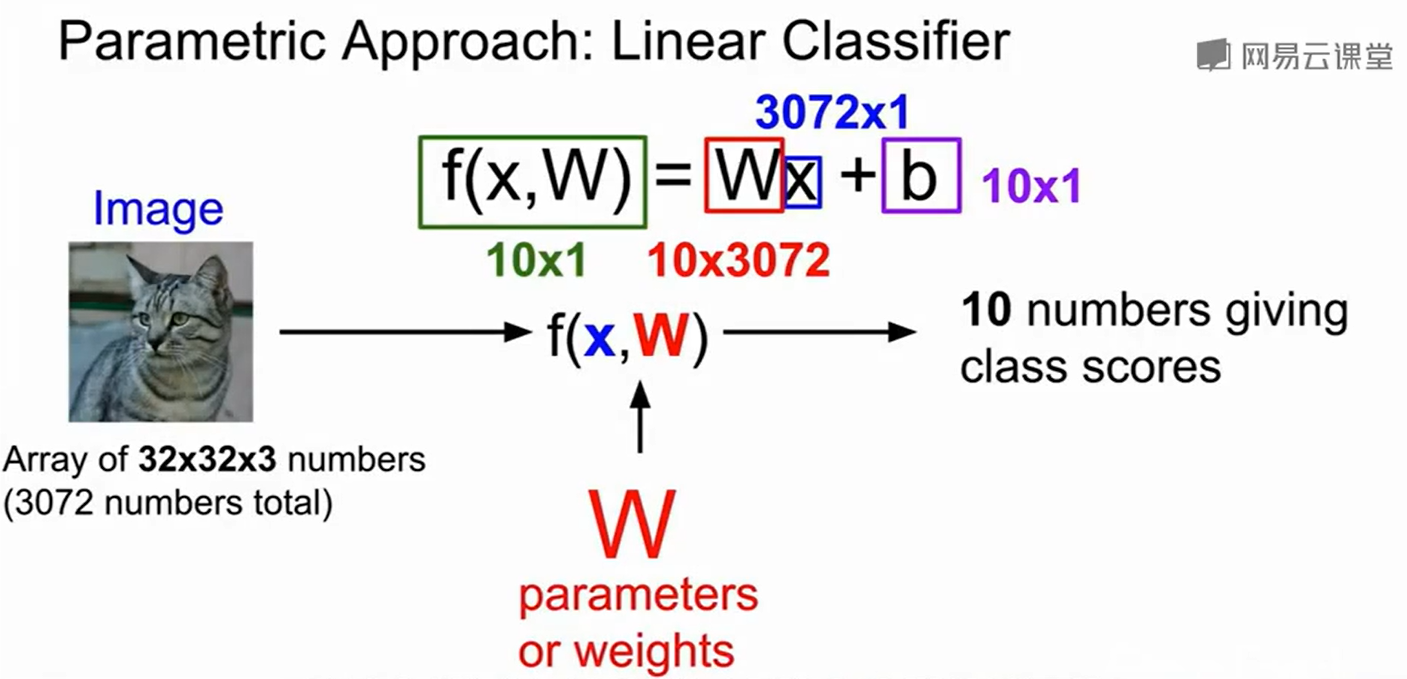 Parametric Approach: Linear Classifier
网易云课堂
3072x1
f(x,W) = Wx + b 10x1
10x1 10x3072
Image
f(x,W)
10 numbers giving
class scores
Array of 32x32x3 numbers
(3072 numbers total)
W
parameters
or weights